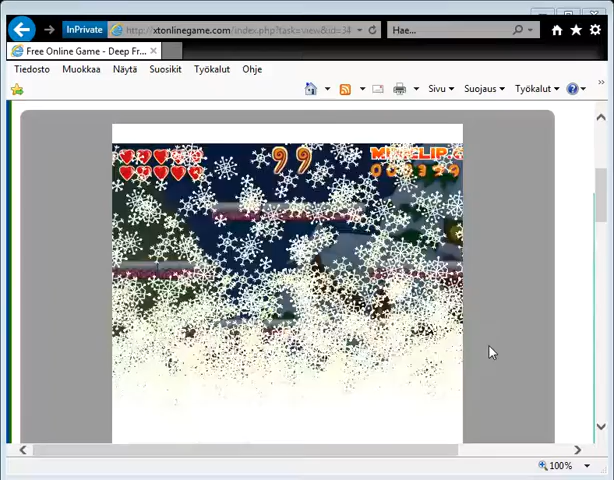 InPrivate http://xtonlinegame.com/index.php?task=view&id=34 Hae...
Free Online Game - Deep Fr...
Tiedosto Muokkaa Näytä Suosikit Työkalut Ohje
Sivu Suojaus Työkalut
99
100%